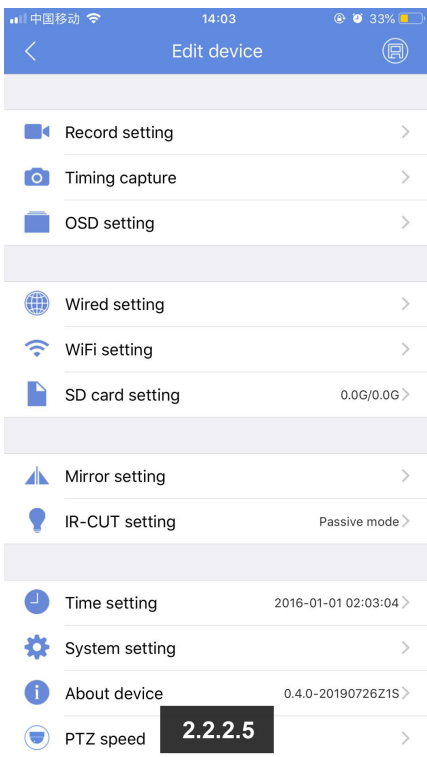 中国移动 14:03 33%
Edit device
Record setting
Timing capture
OSD setting
Wired setting
WiFi setting
SD card setting 0.0G/0.0G
Mirror setting
IR-CUT setting Passive mode
Time setting 2016-01-01 02:03:04
System setting
About device 0.4.0-20190726Z1S
PTZ speed
2.2.2.5